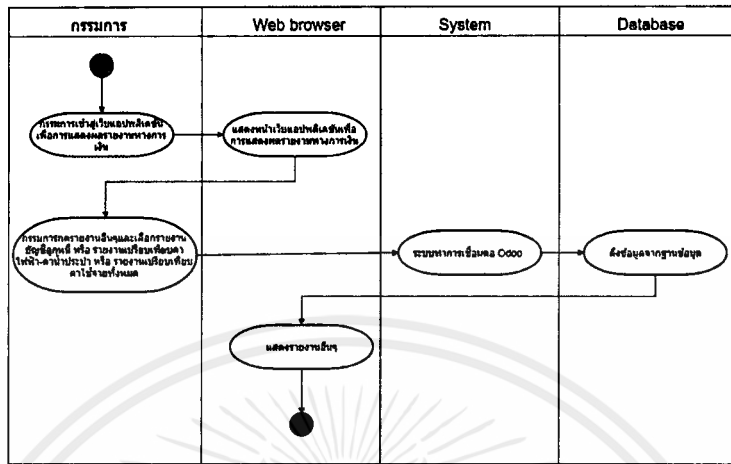 กรรมการ
Web browser
System
Database
กรรมการเข้าสู่เว็บแอปพลิเคชัน
เพื่อการแสดงผลรายงานทางการ
เงิน
แสดงหน้าเว็บแอปพลิเคชันเพื่อ
การแสดงผลรายงานทางการเงิน
กรรมการกดรายงานอื่นๆและเลือกรายงาน
บัญชีลูกหนี้ หรือ รายงานเปรียบเทียบค่า
ไฟฟ้า-ค่าน้ำประปา หรือ รายงานเปรียบเทียบ
ค่าใช้จ่ายทั้งหมด
ระบบทำการเชื่อมต่อ Odoo
ดึงข้อมูลจากฐานข้อมูล
แสดงรายงานอื่นๆ